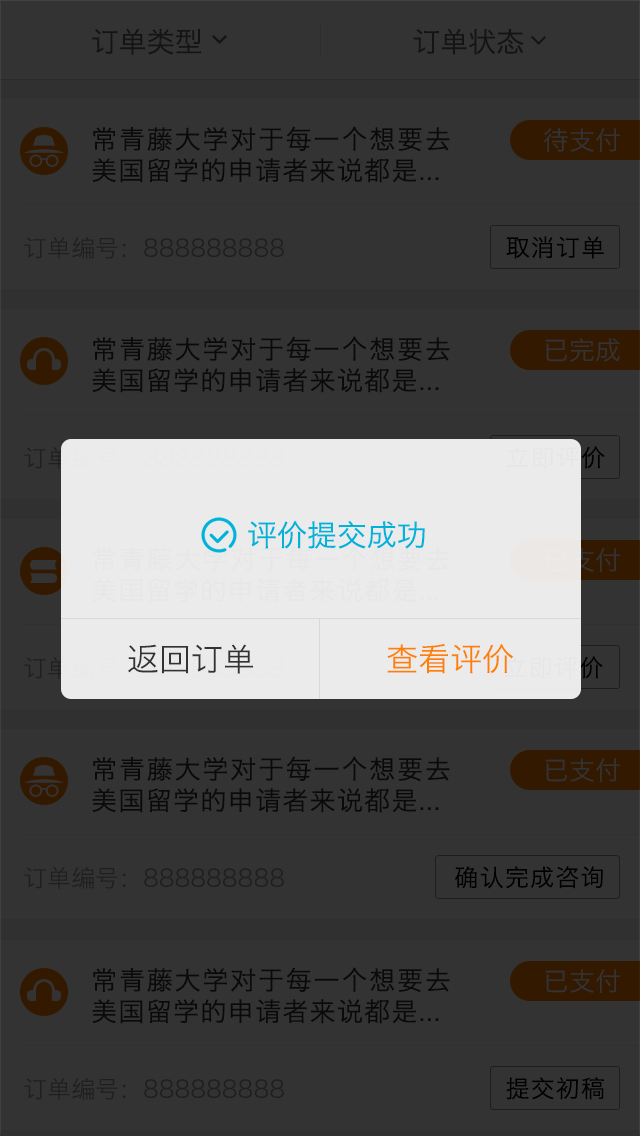 订单类型
订单状态
常青藤大学对于每一个想要去
美国留学的申请者来说都是...
待支付
订单编号：888888888
取消订单
常青藤大学对于每一个想要去
美国留学的申请者来说都是...
已完成
订单
立即评价
评价提交成功
常青藤大学对于每一个想要去
美国留学的申请者来说都是...
支付
订单
立即评价
返回订单
查看评价
常青藤大学对于每一个想要去
美国留学的申请者来说都是...
已支付
订单编号：888888888
确认完成咨询
常青藤大学对于每一个想要去
美国留学的申请者来说都是...
已支付
订单编号：888888888
提交初稿